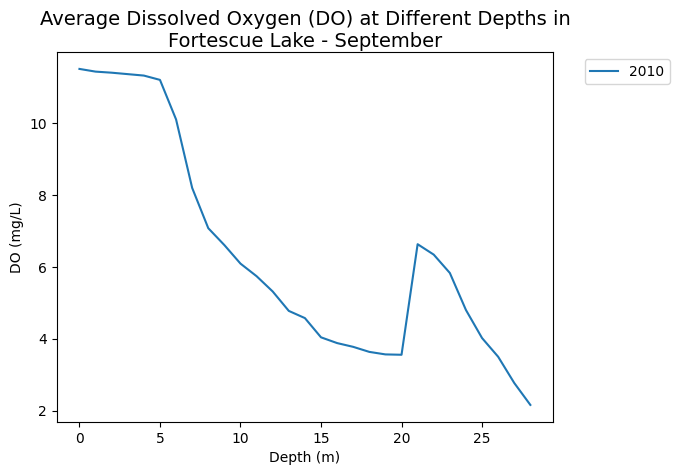 Average Dissolved Oxygen (DO) at Different Depths in
Fortescue Lake - September
2010
DO (mg/L)
10
8
6
4
2
0 5 10 15 20 25
Depth (m)